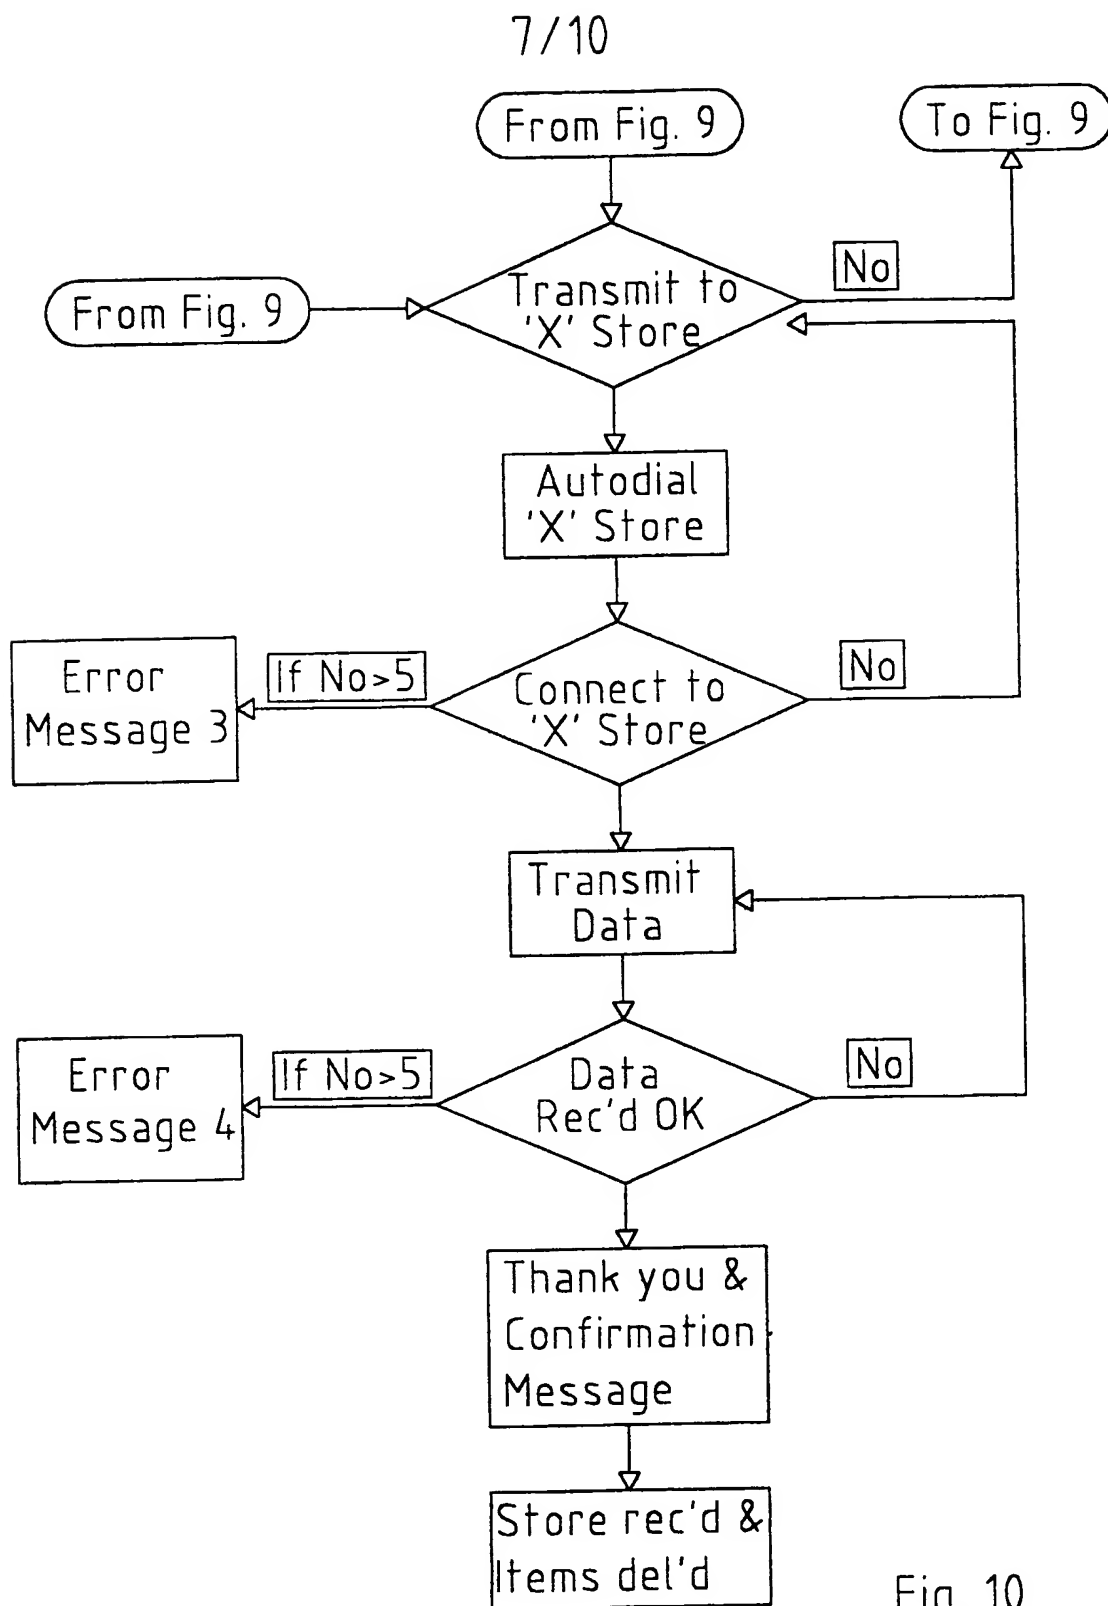 7/10
From Fig. 9
To Fig. 9
From Fig. 9
Transmit to
'X' Store
No
Autodial
'X' Store
Error
Message 3
If No>5
Connect to
'X' Store
No
Transmit
Data
Error
Message 4
If No>5
Data
Rec'd OK
No
Thank you &
Confirmation
Message
Store rec'd &
Items del'd
Fig. 10